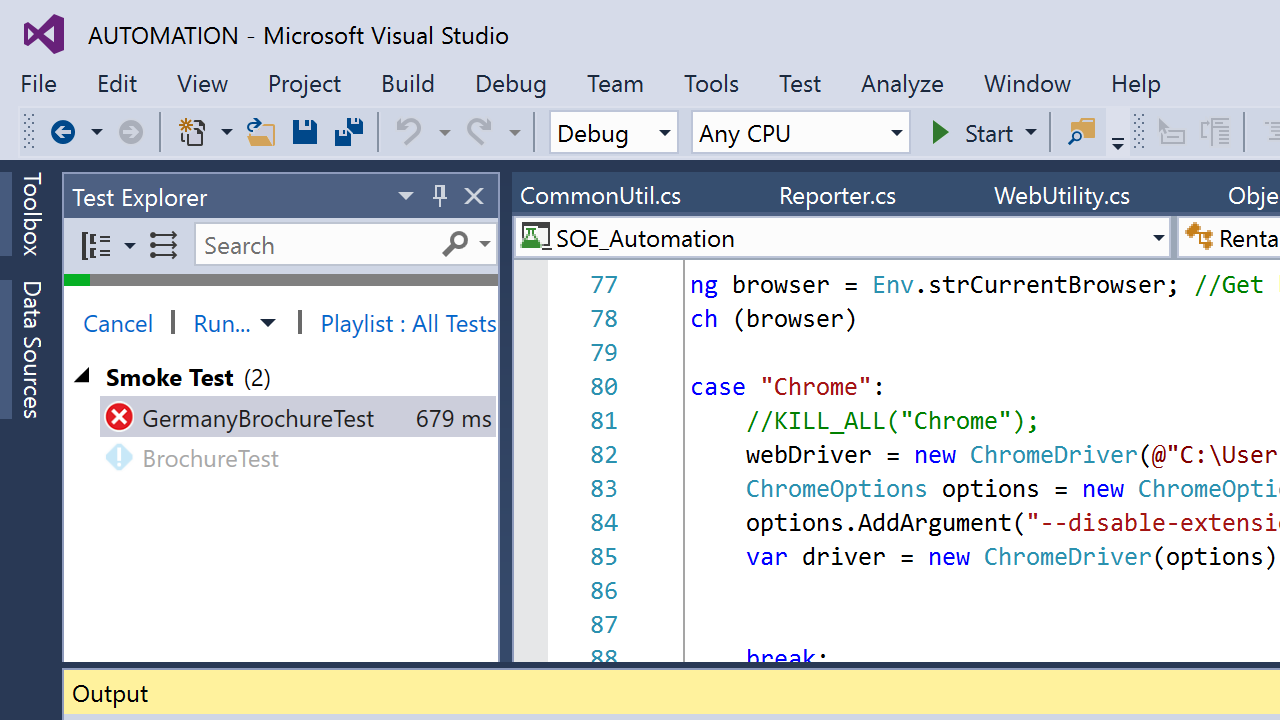 AUTOMATION - Microsoft Visual Studio
File Edit View Project Build Debug Team Tools Test Analyze Window Help
Debug Any CPU Start
Toolbox
Data Sources
Test Explorer
Search
Cancel | Run... | Playlist : All Tests
Smoke Test (2)
GermanyBrochureTest 679 ms
BrochureTest
CommonUtil.cs Reporter.cs WebUtility.cs Obje
SOE_Automation Renta
77 ng browser = Env.strCurrentBrowser; //Get
78 ch (browser)
79
80 case "Chrome":
81 //KILL_ALL("Chrome");
82 webDriver = new ChromeDriver(@"C:\User
83 ChromeOptions options = new ChromeOpti
84 options.AddArgument("--disable-extensi
85 var driver = new ChromeDriver(options)
86
87
88 break;
Output